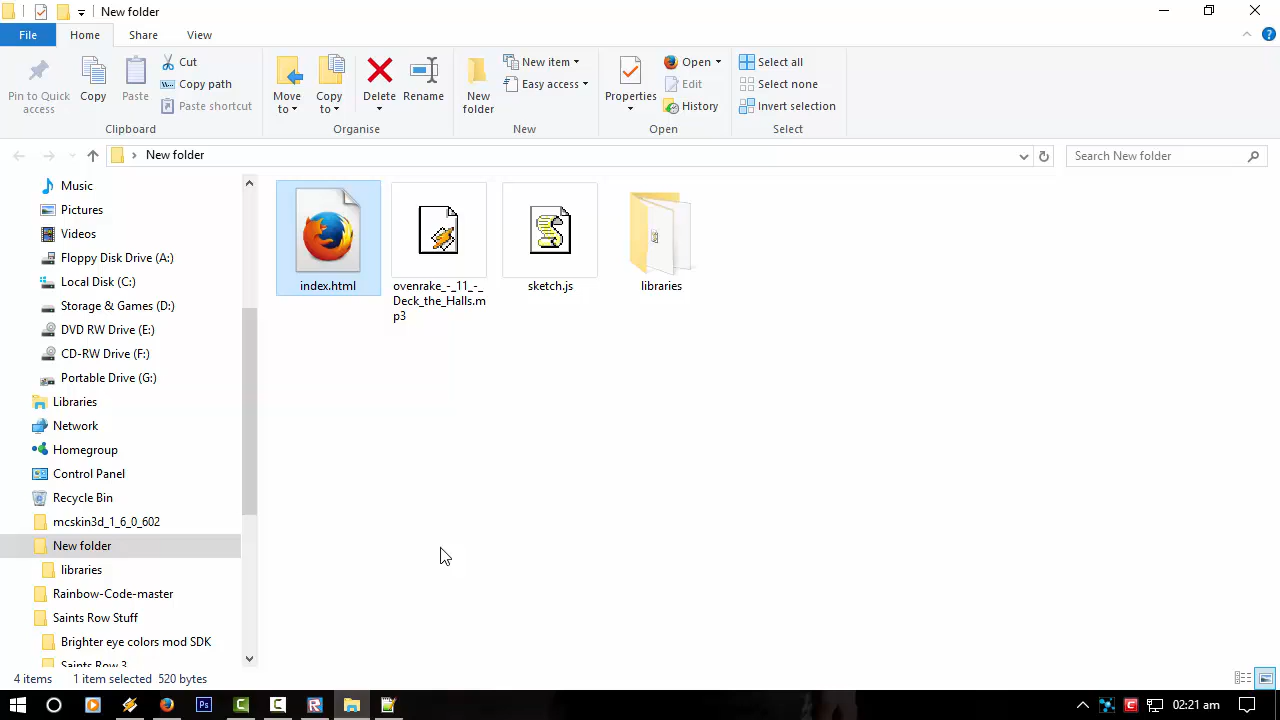 New folder
File
Home
Share
View
Pin to Quick
access
Copy
Paste
Cut
Copy path
Paste shortcut
Clipboard
Move
to
Copy
to
Delete
Rename
Organise
New
folder
New item
Easy access
New
Properties
Open
Edit
History
Open
Select all
Select none
Invert selection
Select
New folder
Search New folder
Music
Pictures
Videos
Floppy Disk Drive (A:)
Local Disk (C:)
Storage & Games (D:)
DVD RW Drive (E:)
CD-RW Drive (F:)
Portable Drive (G:)
Libraries
Network
Homegroup
Control Panel
Recycle Bin
mcskin3d_1_6_0_602
New folder
libraries
Rainbow-Code-master
Saints Row Stuff
Brighter eye colors mod SDK
Saints Row 3
index.html
ovenrake_-_11_-_
Deck_the_Halls.m
p3
sketch.js
libraries
4 items
1 item selected 520 bytes
02:21 am